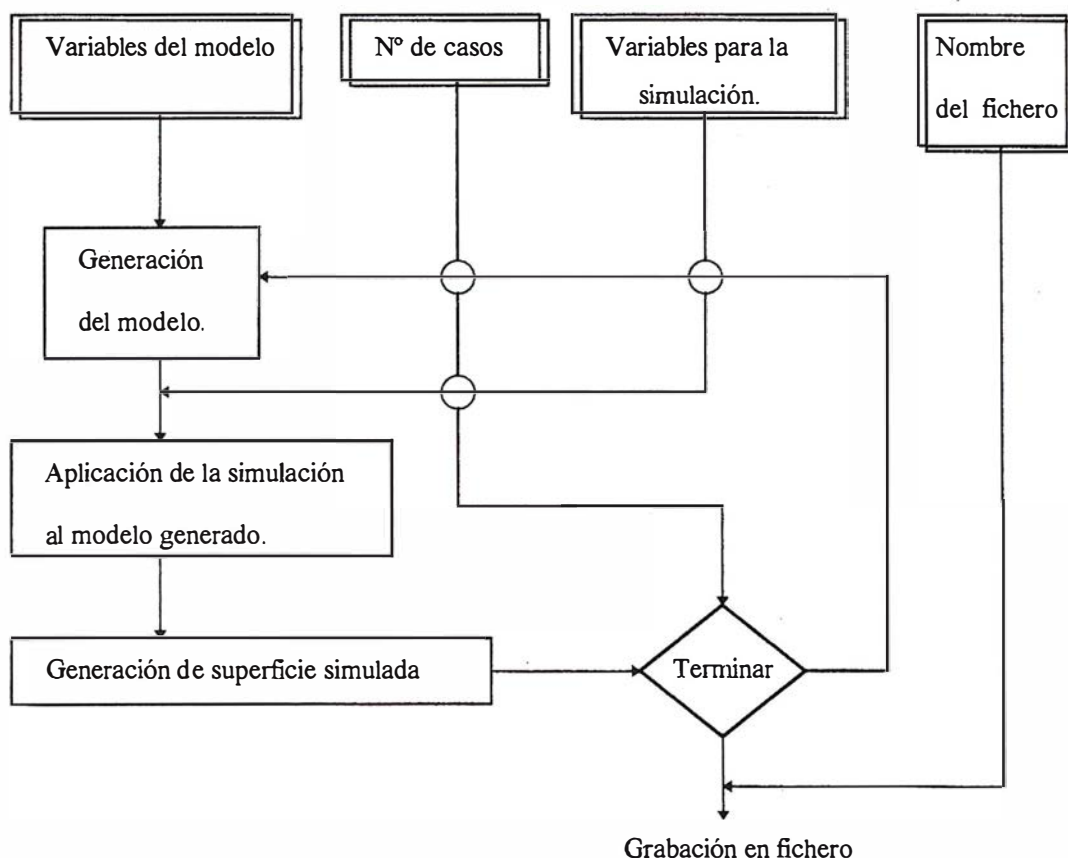 Variables del modelo
Nº de casos
Variables para la
simulación.
Nombre
del fichero
Generación
del modelo.
Aplicación de la simulación
al modelo generado.
Generación de superficie simulada
Terminar
Grabación en fichero